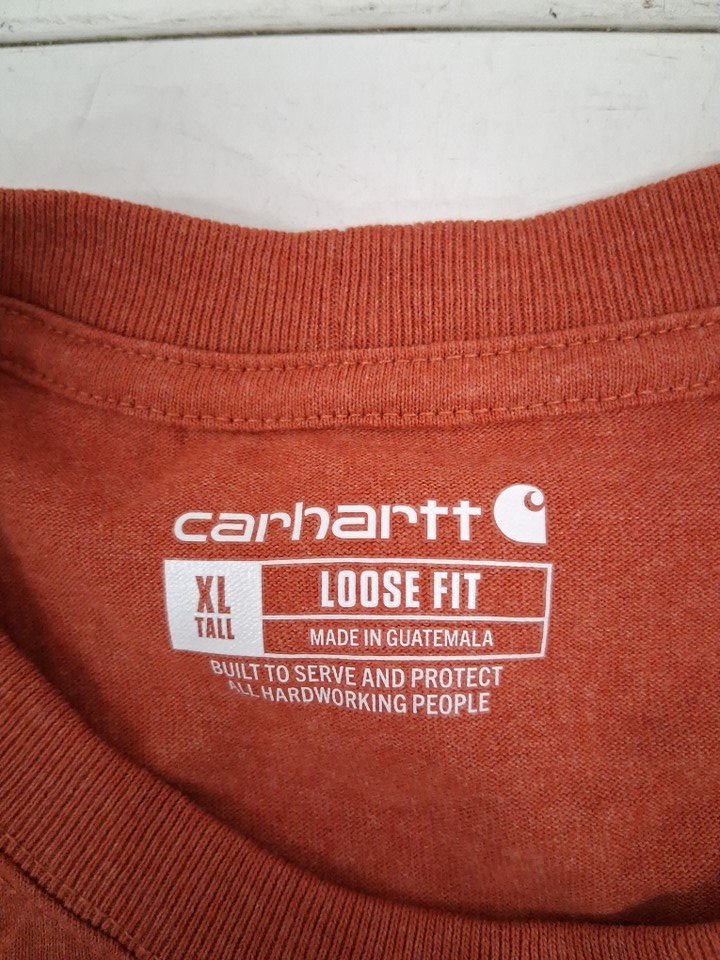 carhartt
XL
TALL
LOOSE FIT
MADE IN GUATEMALA
BUILT TO SERVE AND PROTECT
ALL HARDWORKING PEOPLE